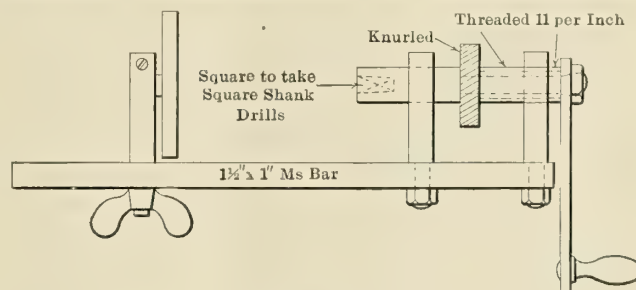 Threaded 11 per Inch
Knurled
Square to take
Square Shank
Drills
1½" x 1" Ms Bar